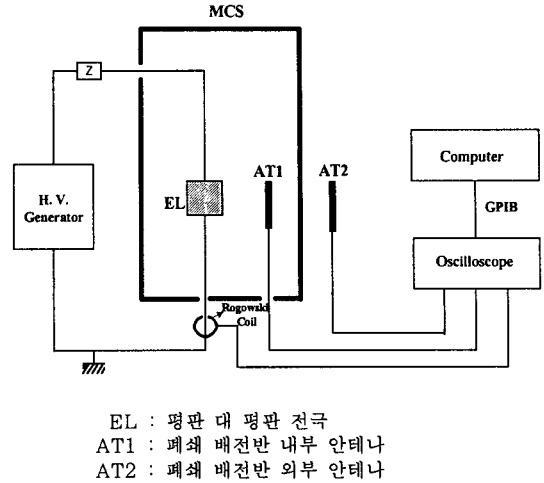 MCS
Z
H. V.
Generator
EL
AT1
AT2
Computer
GPIB
Oscilloscope
Rogowski
Coil
EL : 평판 대 평판 전극
AT1 : 폐쇄 배전반 내부 안테나
AT2 : 폐쇄 배전반 외부 안테나